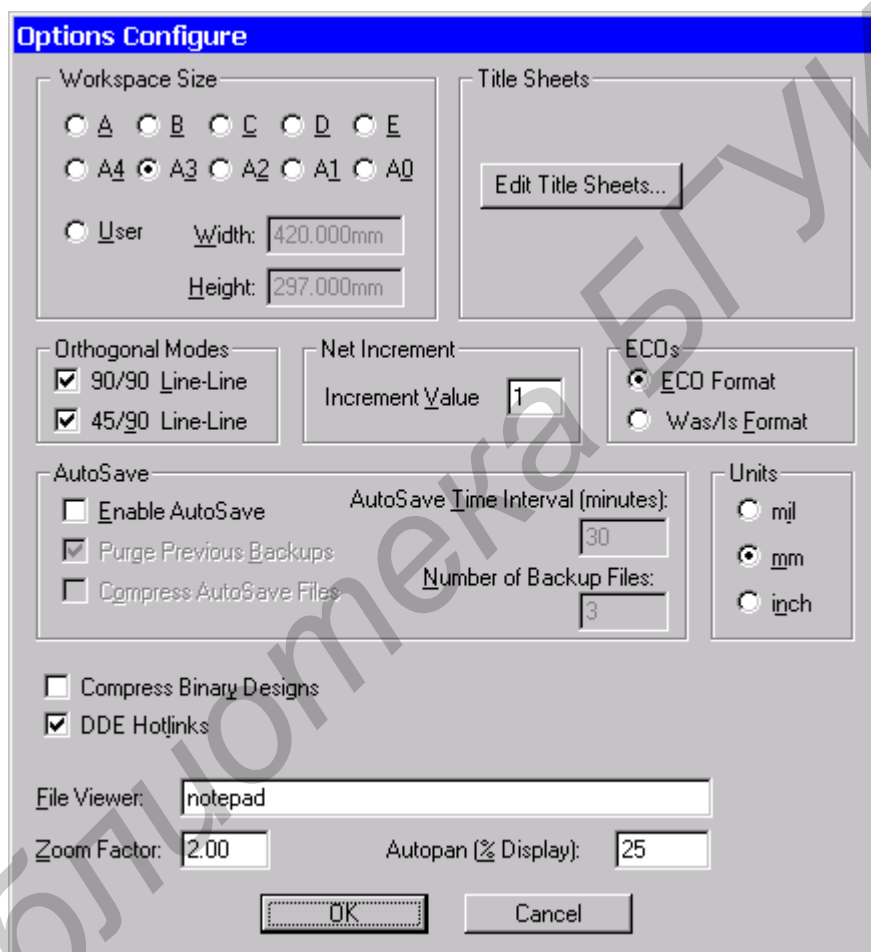 Options Configure
Workspace Size
A B C D E
A4 A3 A2 A1 A0
User Width: 420.000mm
Height: 297.000mm
Title Sheets
Edit Title Sheets...
Orthogonal Modes
90/90 Line-Line
45/90 Line-Line
Net Increment
Increment Value 1
ECOs
ECO Format
Was/Is Format
AutoSave
Enable AutoSave
Purge Previous Backups
Compress AutoSave Files
AutoSave Time Interval (minutes):
30
Number of Backup Files:
3
Units
mil
mm
inch
Compress Binary Designs
DDE Hotlinks
File Viewer: notepad
Zoom Factor: 2.00 Autopan (% Display): 25
OK Cancel